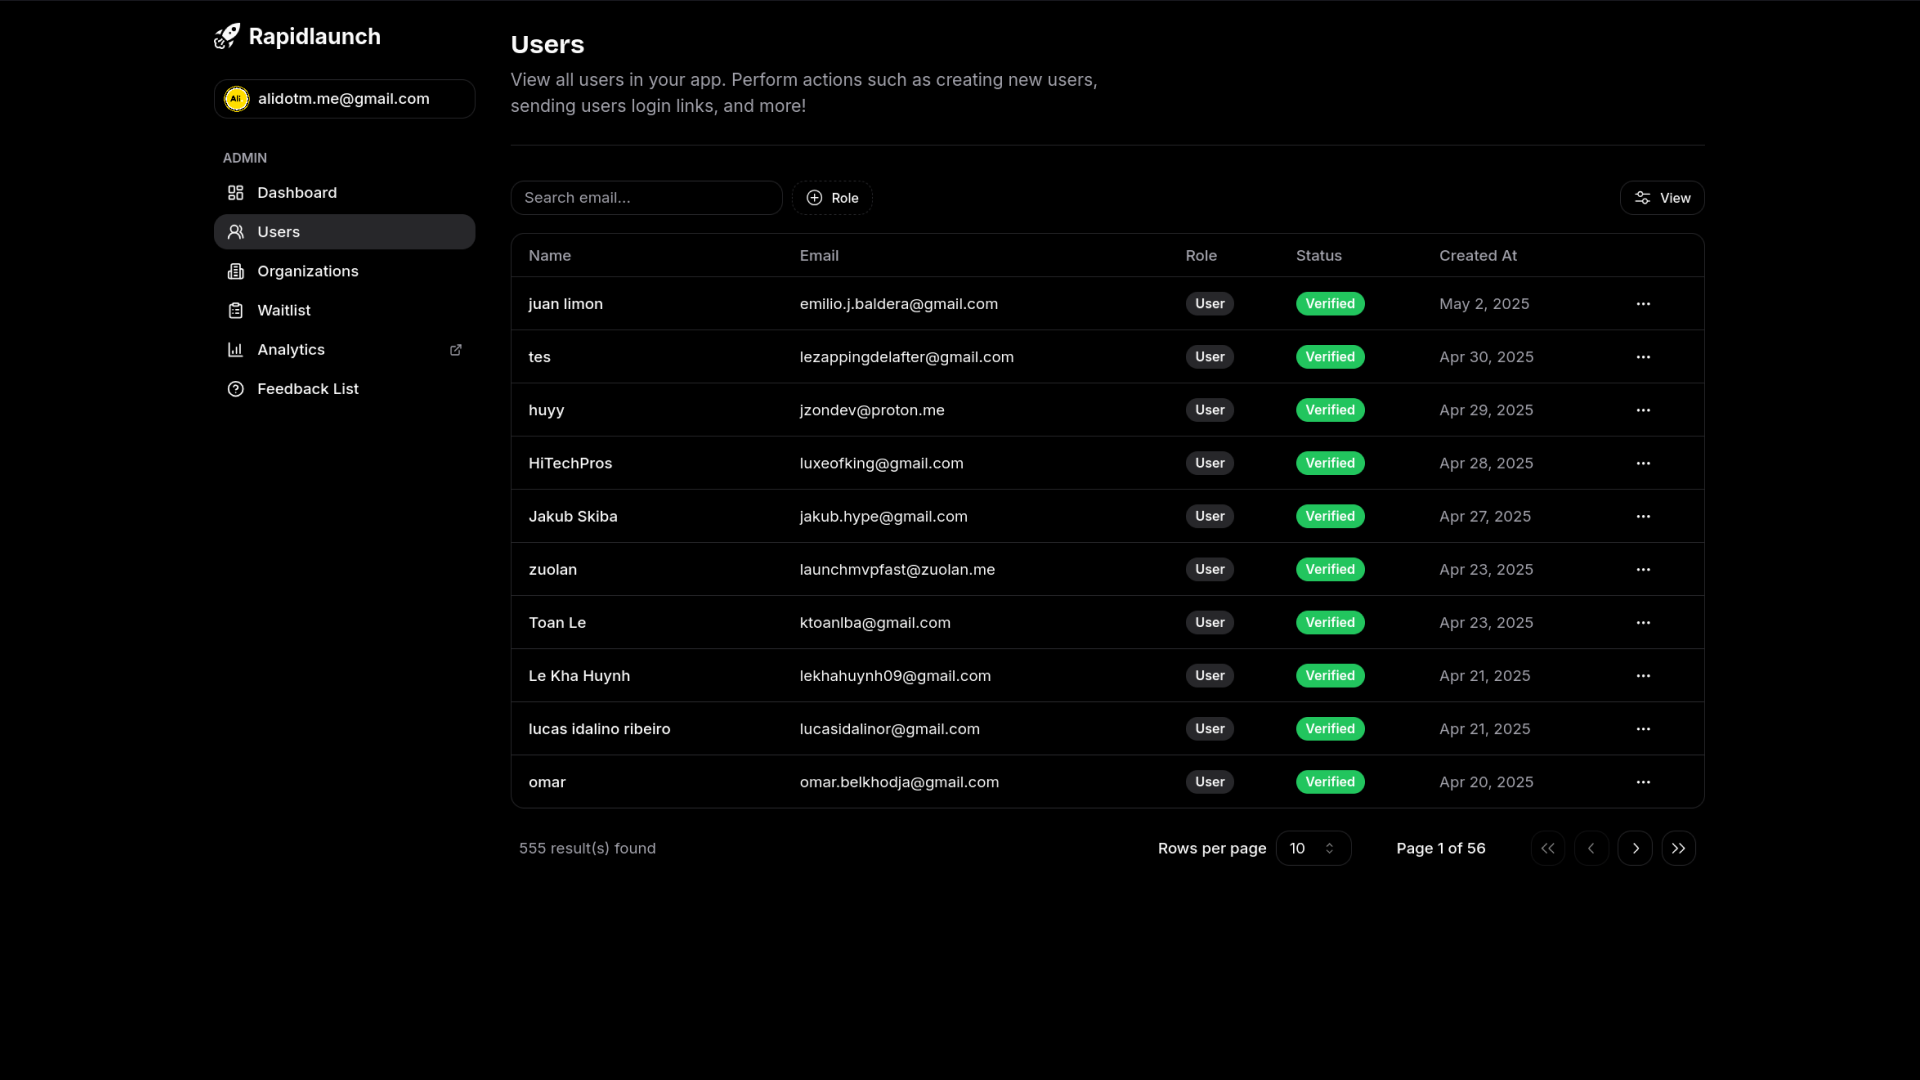 Rapidlaunch
Ali
alidotm.me@gmail.com
ADMIN
Dashboard
Users
Organizations
Waitlist
Analytics
Feedback List
Users
View all users in your app. Perform actions such as creating new users,
sending users login links, and more!
Search email...
Role
View
Name Email Role Status Created At
juan limon emilio.j.baldera@gmail.com User Verified May 2, 2025
tes lezappingdelafter@gmail.com User Verified Apr 30, 2025
huyy jzondev@proton.me User Verified Apr 29, 2025
HiTechPros luxeofking@gmail.com User Verified Apr 28, 2025
Jakub Skiba jakub.hype@gmail.com User Verified Apr 27, 2025
zuolan launchmvpfast@zuolan.me User Verified Apr 23, 2025
Toan Le ktoanlba@gmail.com User Verified Apr 23, 2025
Le Kha Huynh lekhahuynh09@gmail.com User Verified Apr 21, 2025
lucas idalino ribeiro lucasidalinor@gmail.com User Verified Apr 21, 2025
omar omar.belkhodja@gmail.com User Verified Apr 20, 2025
555 result(s) found
Rows per page 10 Page 1 of 56